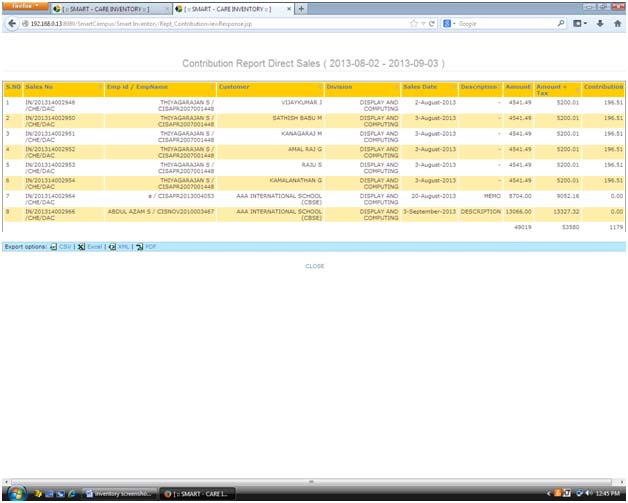 Firefox
[ :: SMART - CARE INVENTORY :: ] × [ :: SMART - CARE INVENTORY :: ] × +
192.168.0.13:8089/SmartCampus/Smart Inventory/Rept_ContributionviewResponse.jsp Google
Contribution Report Direct Sales ( 2013-08-02 - 2013-09-03 )
S.NO Sales No Emp id / EmpName Customer Division Sales Date Description Amount Amount + Tax Contribution
1 IN/201314002949 /CHE/DAC THIYAGARAJAN S / CISAPR2007001448 VIJAYKUMAR J DISPLAY AND COMPUTING 2-August-2013 - 4541.49 5200.01 196.51
2 IN/201314002950 /CHE/DAC THIYAGARAJAN S / CISAPR2007001448 SATHISH BABU M DISPLAY AND COMPUTING 3-August-2013 - 4541.49 5200.01 196.51
3 IN/201314002951 /CHE/DAC THIYAGARAJAN S / CISAPR2007001448 KANAGARAJ M DISPLAY AND COMPUTING 3-August-2013 - 4541.49 5200.01 196.51
4 IN/201314002952 /CHE/DAC THIYAGARAJAN S / CISAPR2007001448 AMAL RAJ G DISPLAY AND COMPUTING 3-August-2013 - 4541.49 5200.01 196.51
5 IN/201314002953 /CHE/DAC THIYAGARAJAN S / CISAPR2007001448 RAJU S DISPLAY AND COMPUTING 3-August-2013 - 4541.49 5200.01 196.51
6 IN/201314002954 /CHE/DAC THIYAGARAJAN S / CISAPR2007001448 KAMALANATHAN G DISPLAY AND COMPUTING 3-August-2013 - 4541.49 5200.01 196.51
7 IN/201314002964 /CHE/DAC e / CISAPR2013004053 AAA INTERNATIONAL SCHOOL (CBSE) DISPLAY AND COMPUTING 20-August-2013 MEMO 8704.00 9052.16 0.00
8 IN/201314002966 /CHE/DAC ABDUL AZAM S / CISNOV2010003467 AAA INTERNATIONAL SCHOOL (CBSE) DISPLAY AND COMPUTING 3-September-2013 DESCRIPTION 13066.00 13327.32 0.00
49019 53580 1179
Export options: CSV | Excel | XML | PDF
CLOSE
inventory screensho... [ :: SMART - CARE I... 12:45 PM